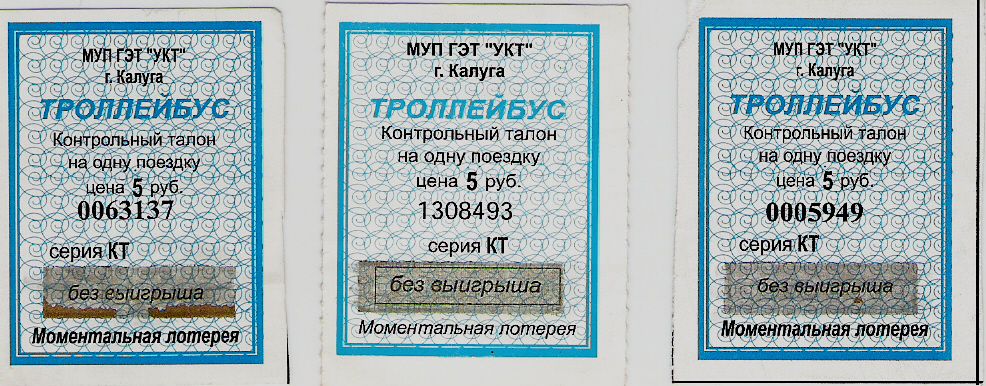 МУП ГЭТ "УКТ"
г. Калуга
ТРОЛЛЕЙБУС
Контрольный талон
на одну поездку
цена 5 руб.
0063137
серия КТ
без выигрыша
Моментальная лотерея
МУП ГЭТ "УКТ"
г. Калуга
ТРОЛЛЕЙБУС
Контрольный талон
на одну поездку
цена 5 руб.
1308493
серия КТ
без выигрыша
Моментальная лотерея
МУП ГЭТ "УКТ"
г. Калуга
ТРОЛЛЕЙБУС
Контрольный талон
на одну поездку
цена 5 руб.
0005949
серия КТ
без выигрыша
Моментальная лотерея